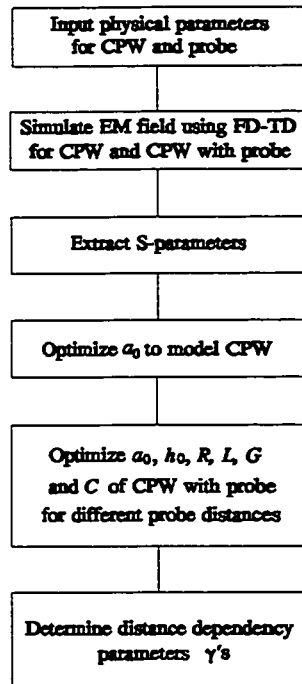 Input physical parameters
for CPW and probe
Simulate EM field using FD-TD
for CPW and CPW with probe
Extract S-parameters
Optimize a₀ to model CPW
Optimize a₀, h₀, R, L, G
and C of CPW with probe
for different probe distances
Determine distance dependency
parameters γ's